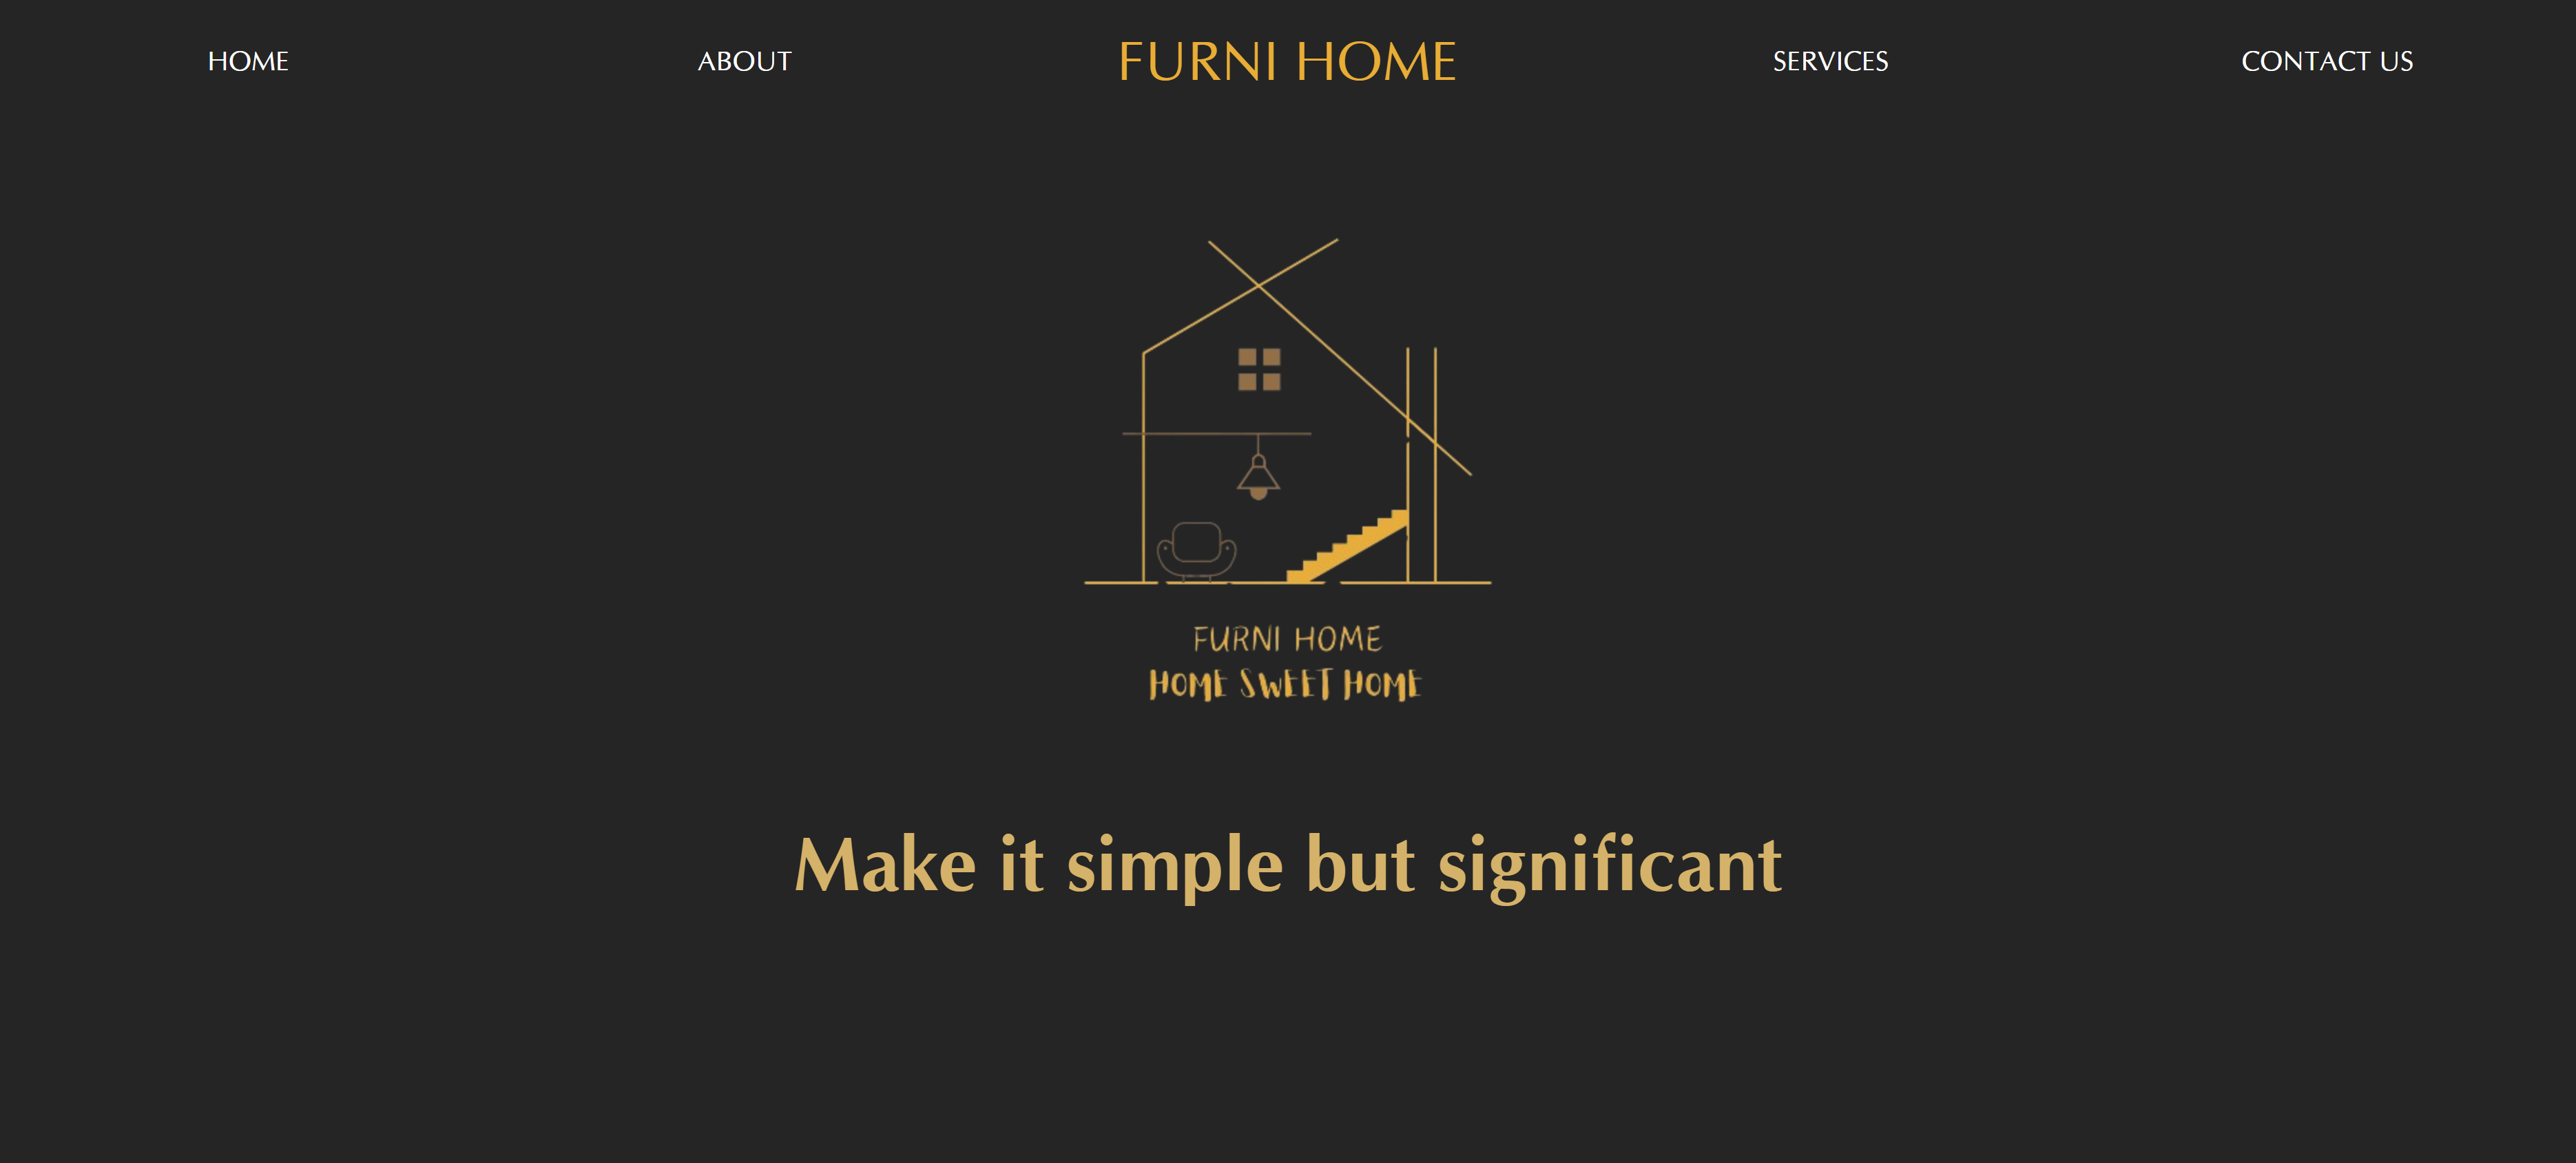 HOME ABOUT FURNI HOME SERVICES CONTACT US
FURNI HOME
HOME SWEET HOME
Make it simple but significant